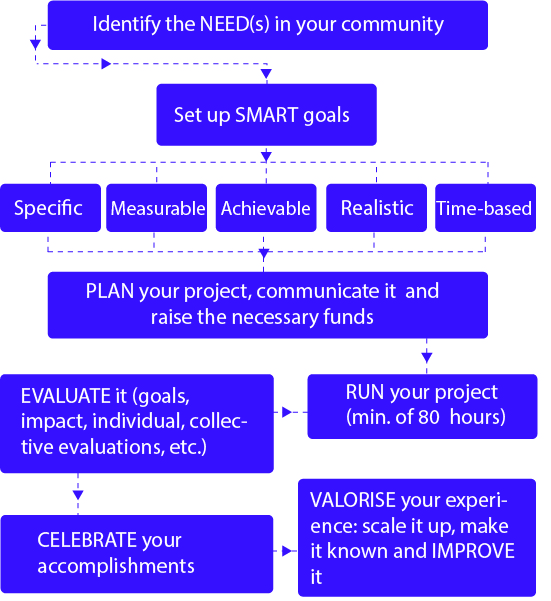 Identify the NEED(s) in your community
Set up SMART goals
Specific
Measurable
Achievable
Realistic
Time-based
PLAN your project, communicate it and
raise the necessary funds
EVALUATE it (goals,
impact, individual, collec-
tive evaluations, etc.)
RUN your project
(min. of 80 hours)
CELEBRATE your
accomplishments
VALORISE your experi-
ence: scale it up, make
it known and IMPROVE
it